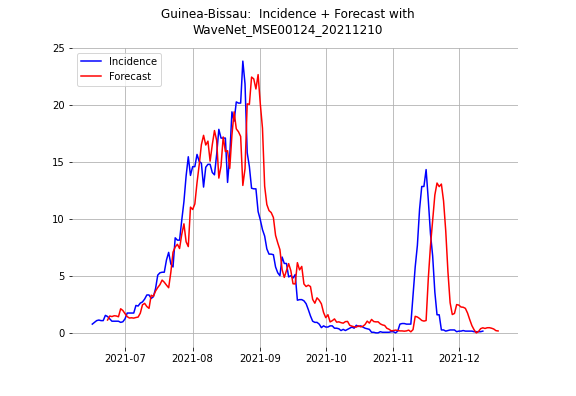 Guinea-Bissau:  Incidence + Forecast with
WaveNet_MSE00124_20211210
25
20
15
10
5
0
Incidence
Forecast
2021-07 2021-08 2021-09 2021-10 2021-11 2021-12